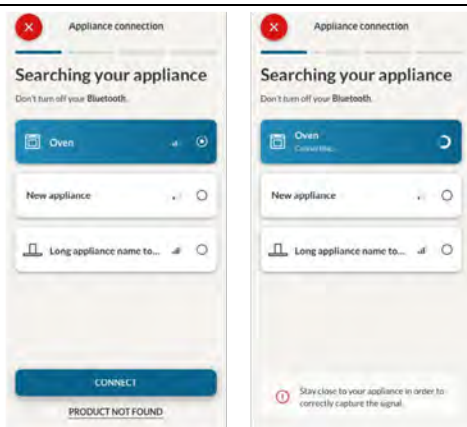 Appliance connection
Searching your appliance
Don't turn off your Bluetooth.
Oven
New appliance
Long appliance name to...
CONNECT
PRODUCT NOT FOUND
Appliance connection
Searching your appliance
Don't turn off your Bluetooth.
Oven
Connecting...
New appliance
Long appliance name to...
Stay close to your appliance in order to
correctly capture the signal.